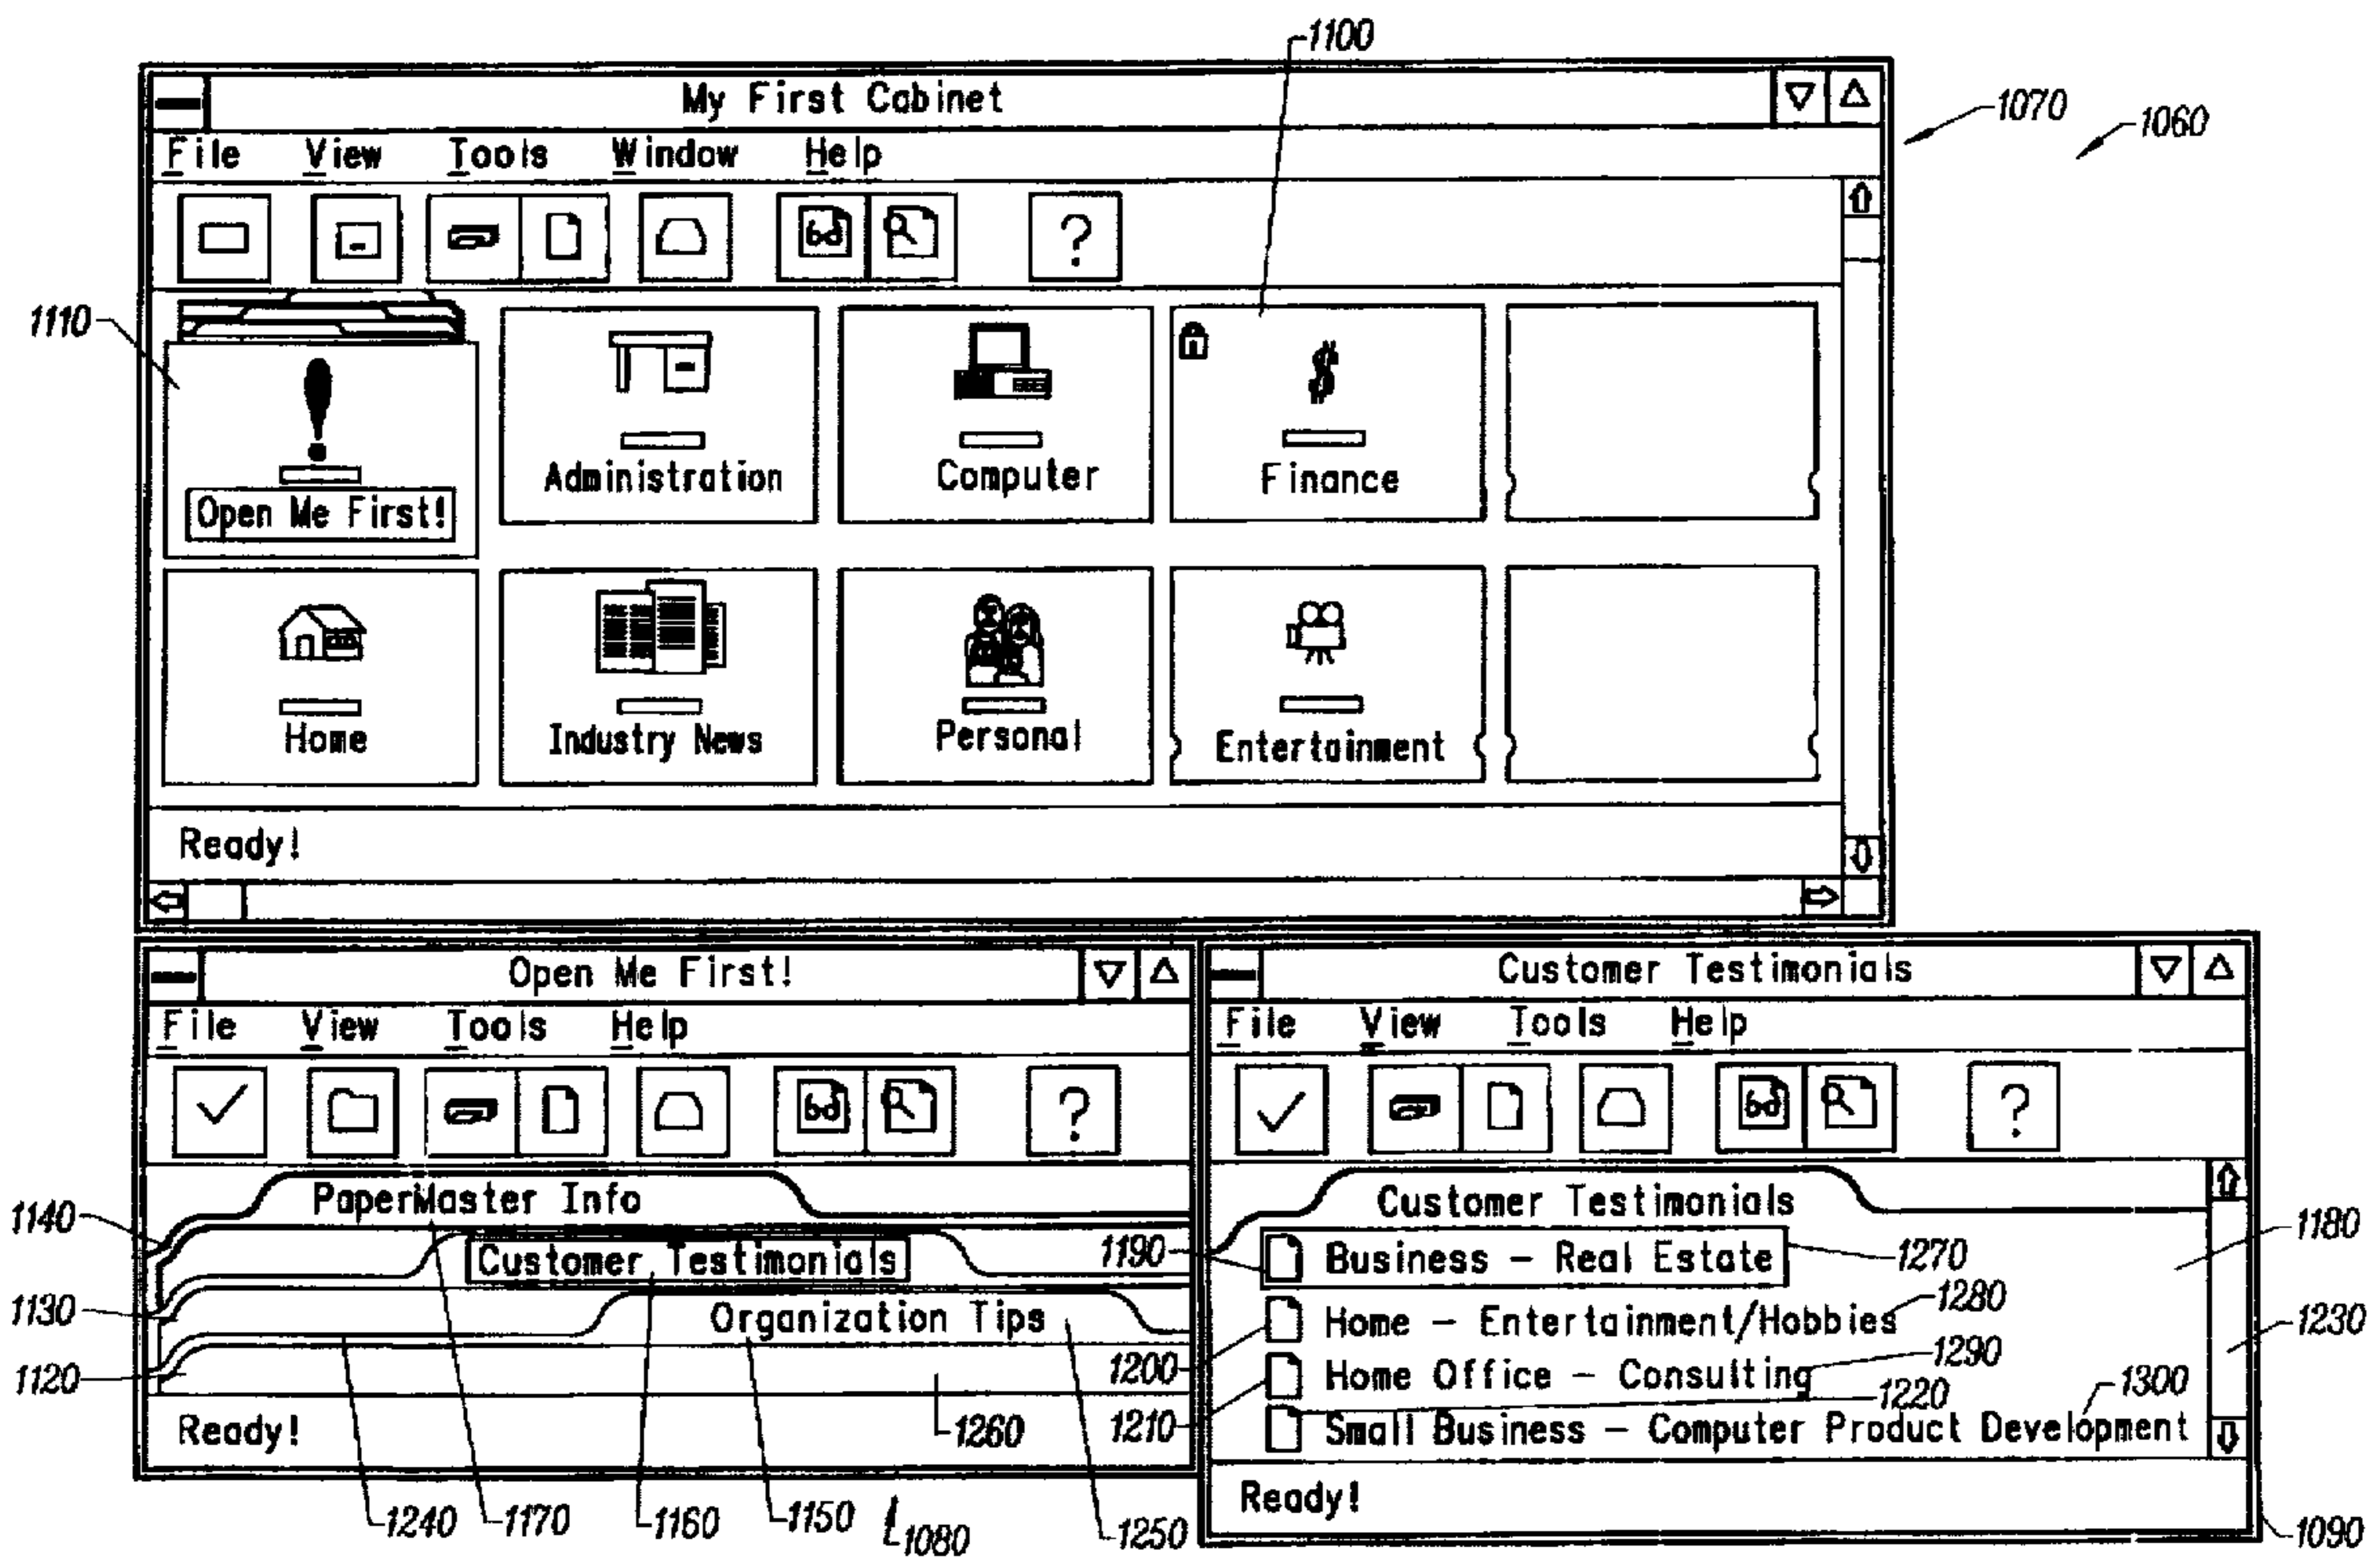 1100
My First Cabinet
1070
1060
File View Tools Window Help
?
1110
$
Administration Computer Finance
Open Me First!
Home Industry News Personal Entertainment
Ready!
Open Me First!
File View Tools Help
?
PaperMaster Info
1140
Customer Testimonials
1130
Organization Tips
1120
Ready!
1260
1240 1170 1160 1150 1080 1250
Customer Testimonials
File View Tools Help
?
Customer Testimonials
1180
1190 Business - Real Estate 1270
1280
Home - Entertainment/Hobbies 1230
1200 1290
Home Office - Consulting
1220 1300
1210 Small Business - Computer Product Development
Ready!
1090